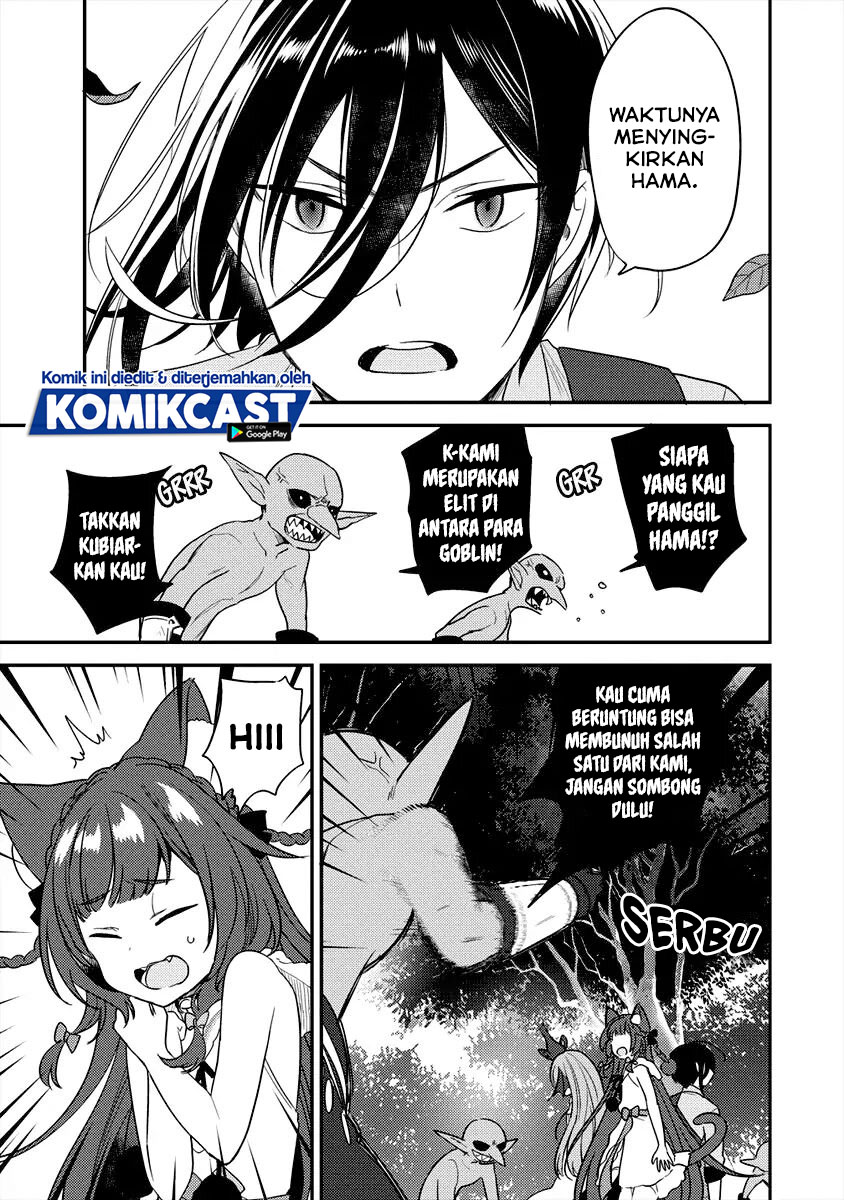 WAKTUNYA
MENYING-
KIRKAN
HAMA.
Komik ini diedit & diterjemahkan oleh
KOMIKCAST
GET IT ON
Google Play
SIAPA
YANG KAU
PANGGIL
HAMA!?
GRR
K-KAMI
MERUPAKAN
ELIT DI
ANTARA PARA
GOBLIN!
GRRR
TAKKAN
KUBIAR-
KAN KAU!
KAU CUMA
BERUNTUNG BISA
MEMBUNUH SALAH
SATU DARI KAMI,
JANGAN SOMBONG
DULU!
SERBU
HIII